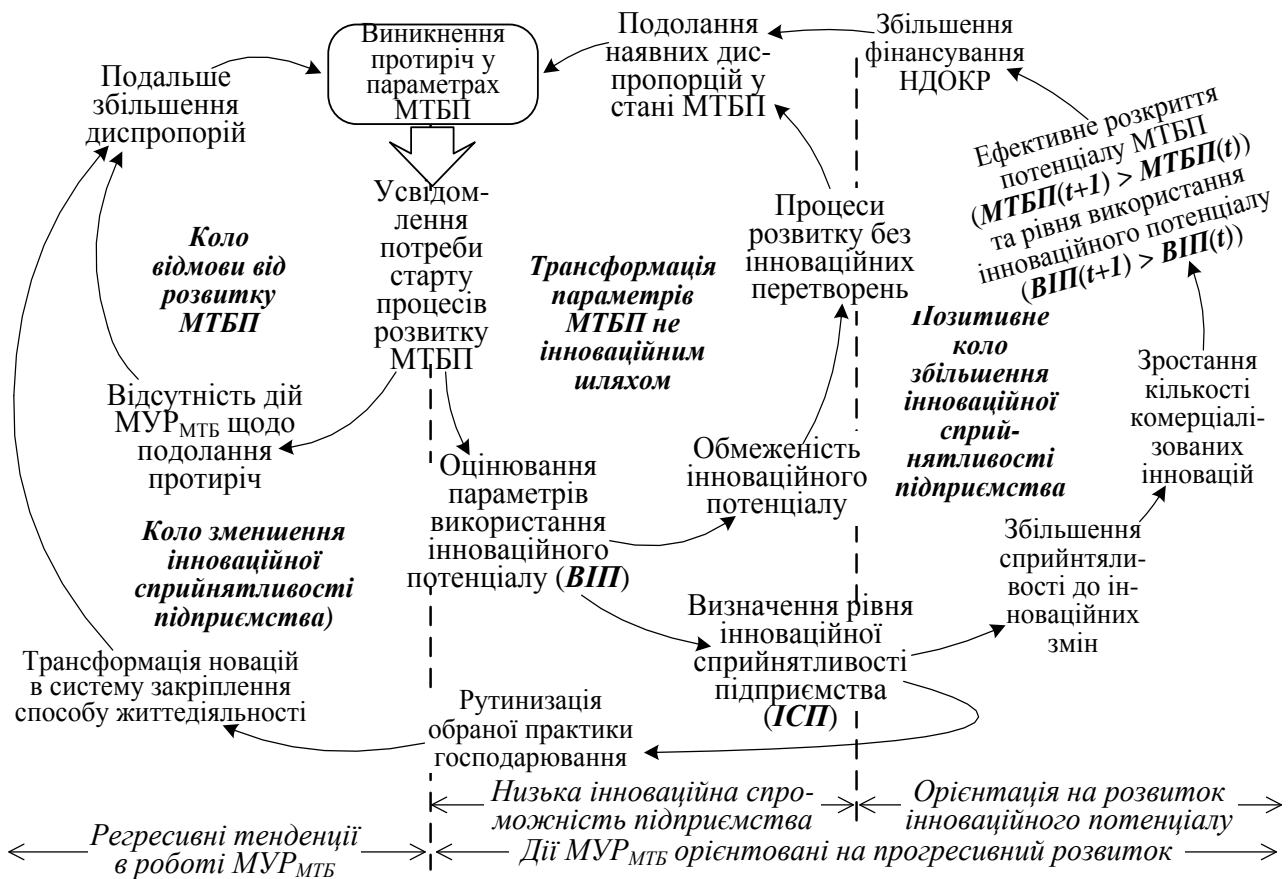 Виникнення
протиріч у
параметрах
МТБП
Подолання
наявних дис-
пропорцій у
стані МТБП
Збільшення
фінансування
НДОКР
Подальше
збільшення
диспропорій
Ефективне розкриття
потенціалу МТБП
(МТБП(t+1) > МТБП(t))
та рівня використання
інноваційного потенціалу
(ВІП(t+1) > ВІП(t))
Усвідом-
лення
потреби
старту
процесів
розвитку
МТБП
Процеси
розвитку без
інноваційних
перетворень
Коло
відмови від
розвитку
МТБП
Трансформація
параметрів
МТБП не
інноваційним
шляхом
Позитивне
коло
збільшення
інноваційної
сприй-
нятливості
підприємства
Зростання
кількості
комерціалі-
зованих
інновацій
Відсутність дій
МУРМТБ щодо
подолання
протиріч
Оцінювання
параметрів
використання
інноваційного
потенціалу (ВІП)
Обмеженість
інноваційного
потенціалу
Коло зменшення
інноваційної
сприйнятливості
підприємства)
Збільшення
сприйнтяли-
вості до ін-
новаційних
змін
Визначення рівня
інноваційної
сприйнятливості
підприємства
(ІСП)
Трансформація новацій
в систему закріплення
способу життедіяльності
Рутинизація
обраної практики
господарювання
Низька інноваційна спро-
можність підприємства
Орієнтація на розвиток
інноваційного потенціалу
Регресивні тенденції
в роботі МУРМТБ
Дії МУРМТБ орієнтовані на прогресивний розвиток